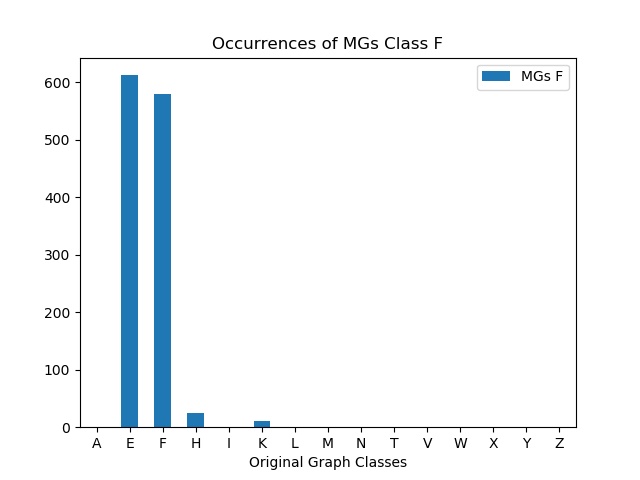 Occurrences of MGs Class F
MGs F
600
500
400
300
200
100
0
A E F H I K L M N T V W X Y Z
Original Graph Classes